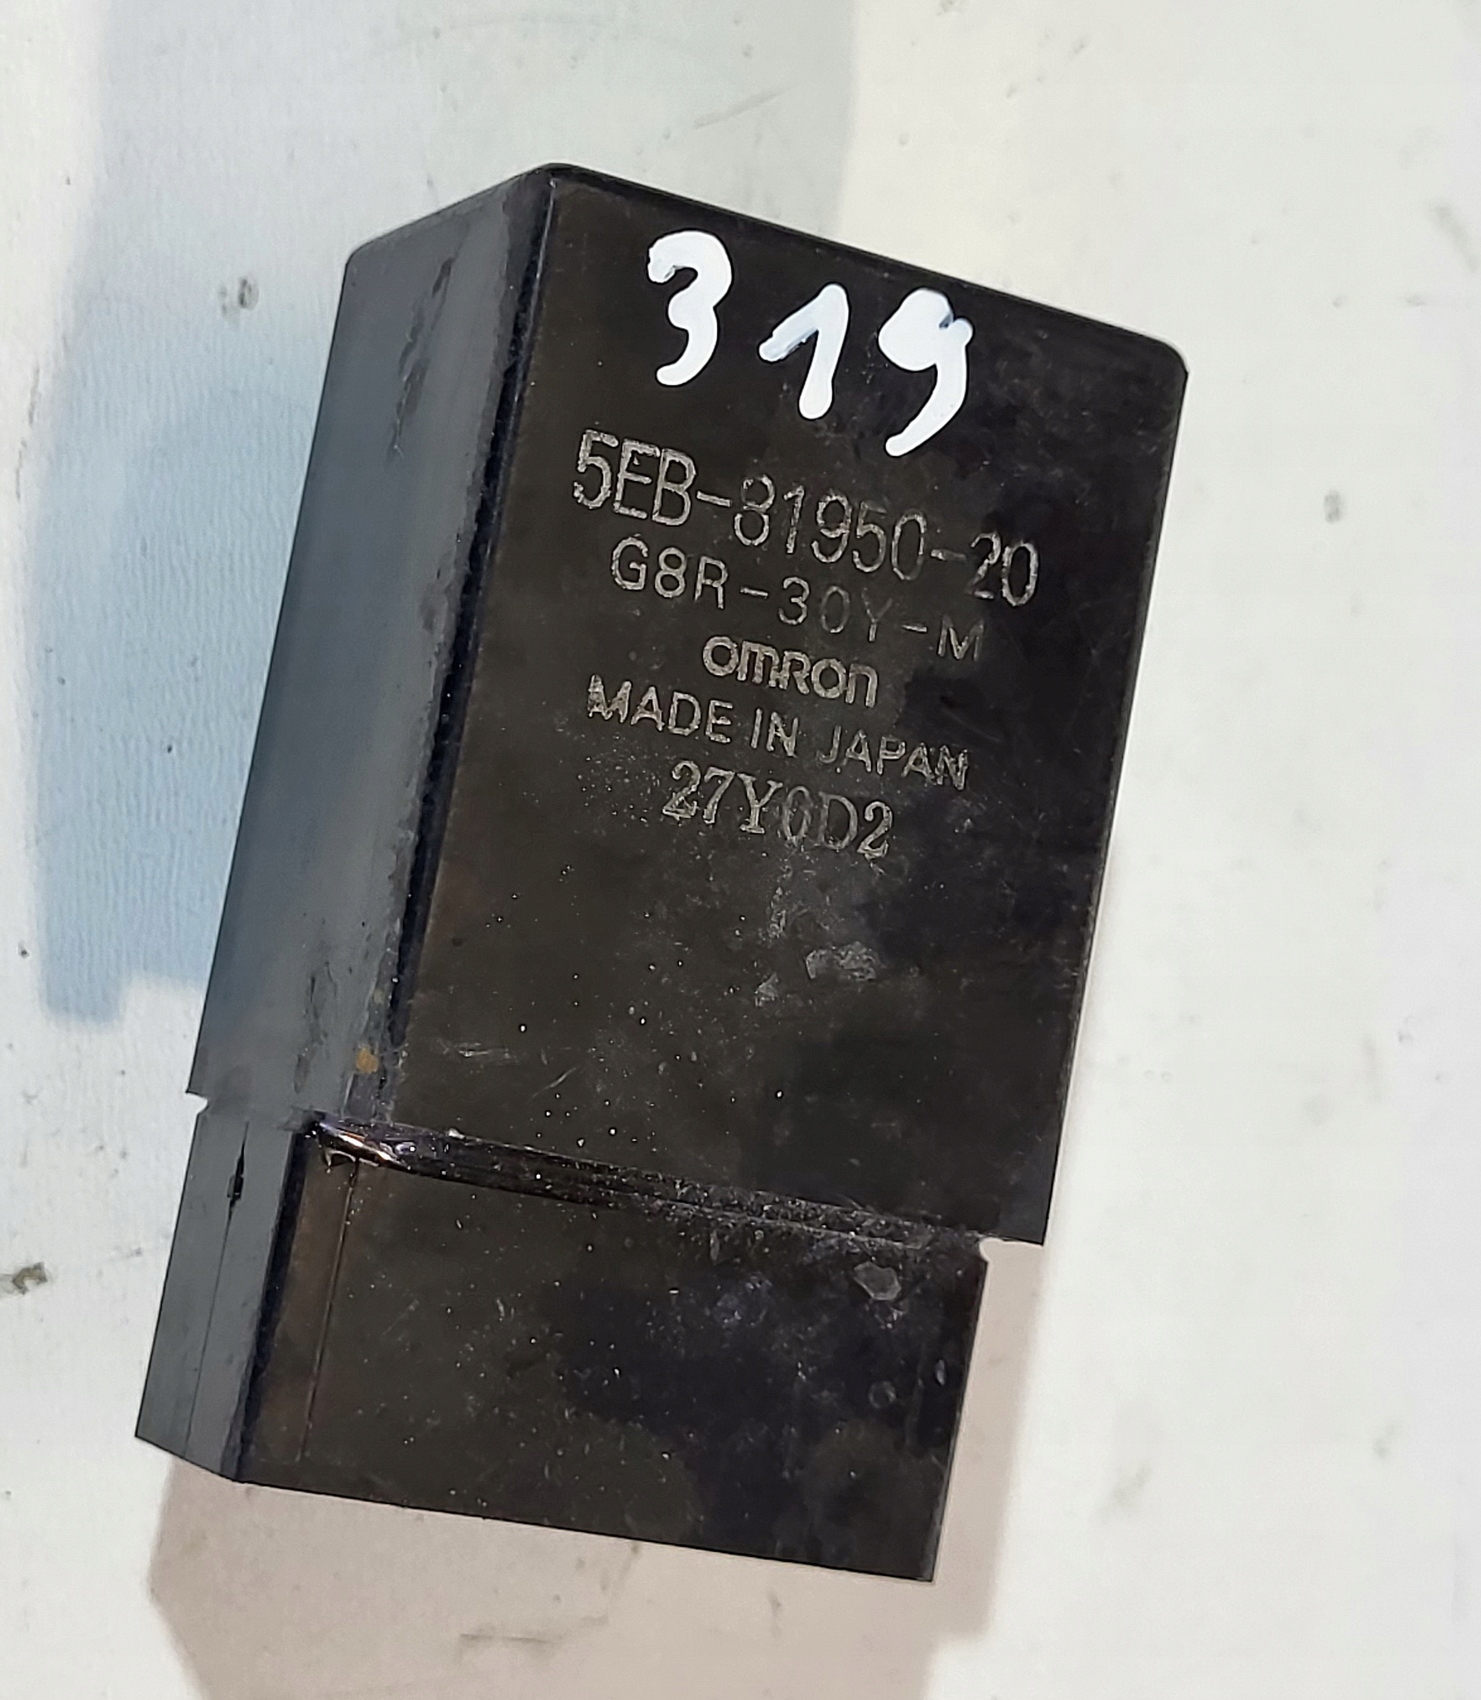 319
5EB-81950-20
G8R-30Y-M
omron
MADE IN JAPAN
27Y0D2